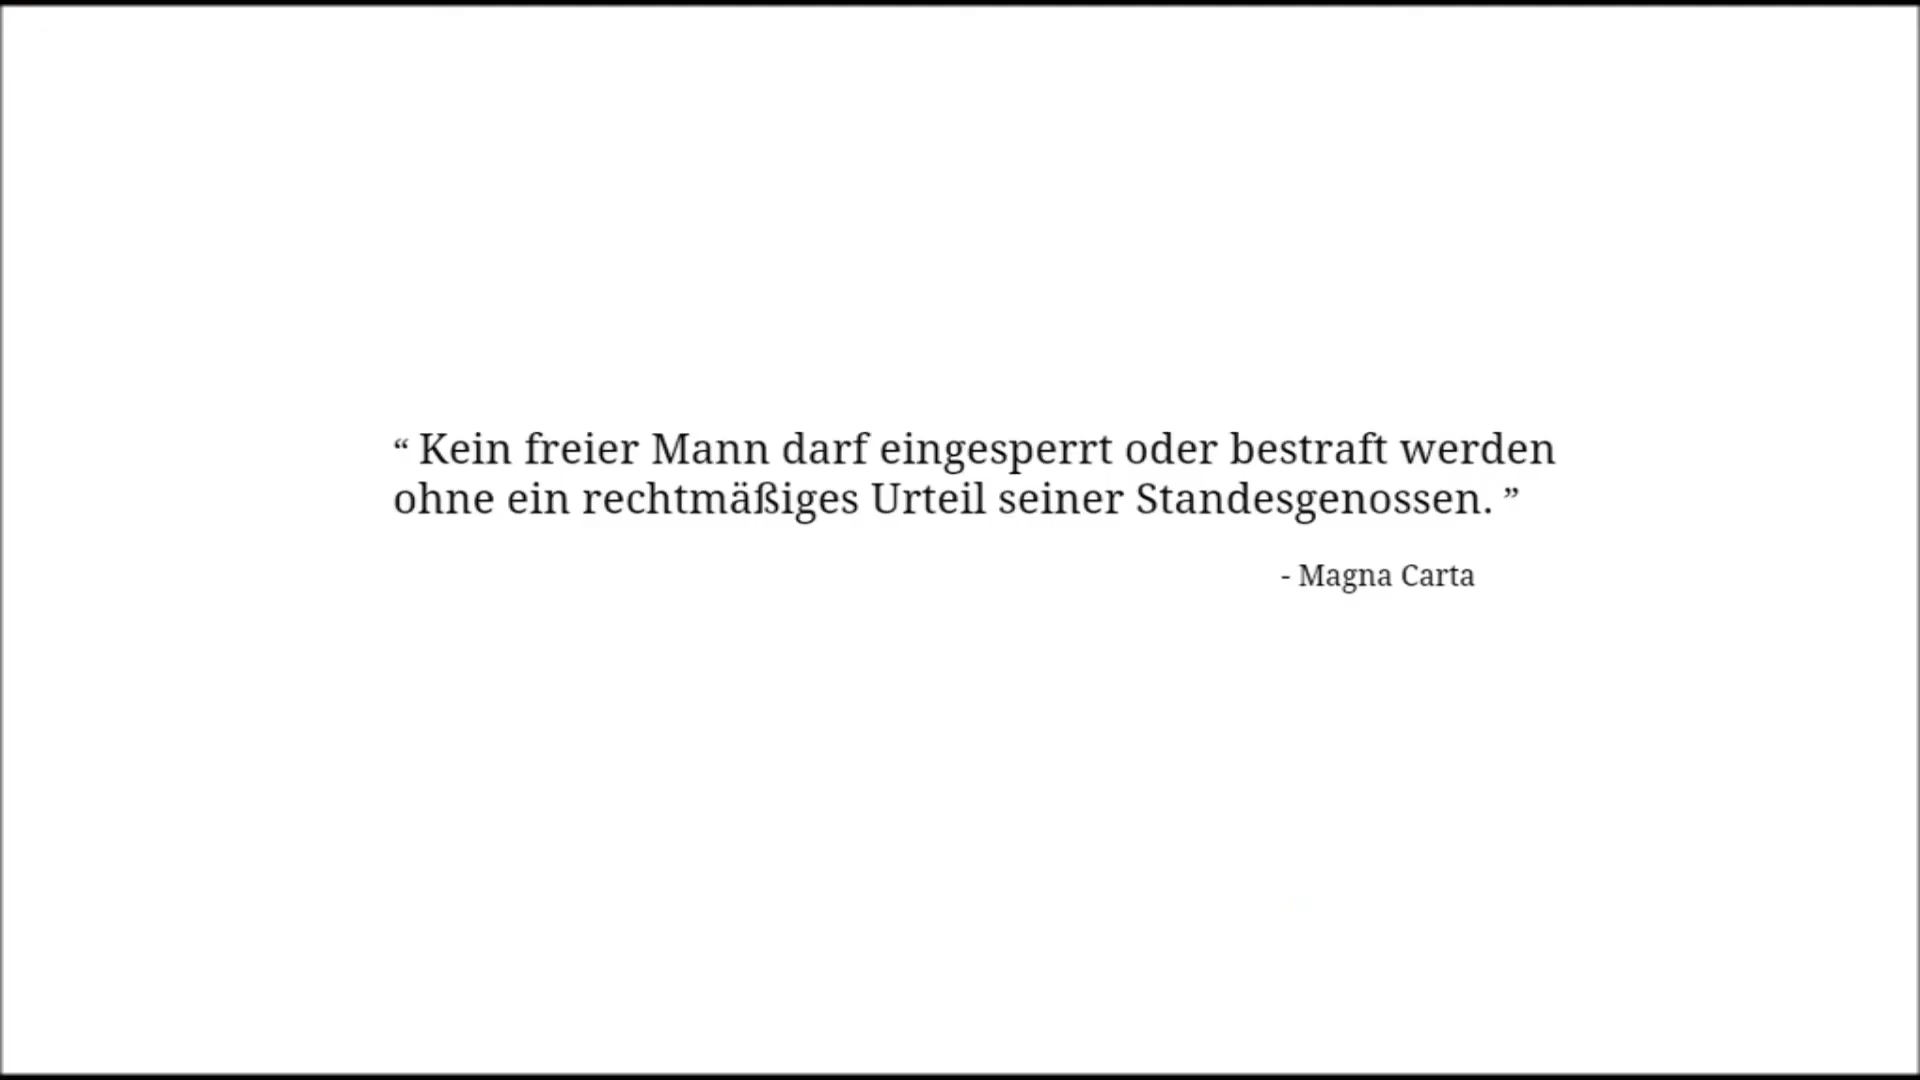 “ Kein freier Mann darf eingesperrt oder bestraft werden
ohne ein rechtmäßiges Urteil seiner Standesgenossen. ”
- Magna Carta